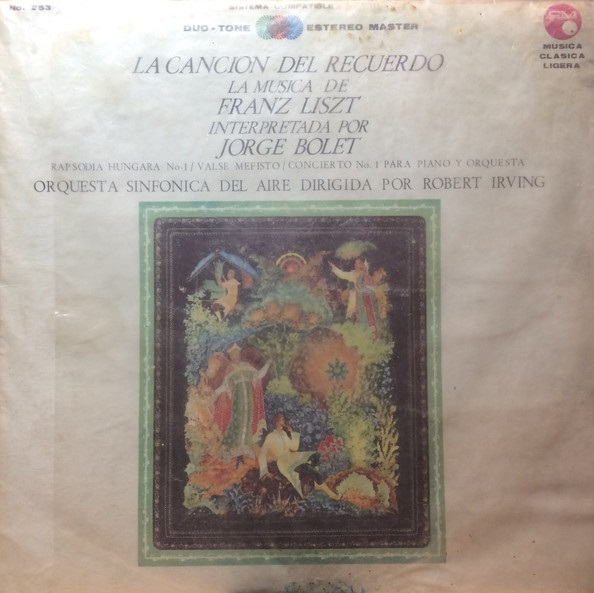 No. 253
SISTEMA COMPATIBLE
DUO-TONE ESTEREO MASTER
MUSICA
CLASICA
LIGERA
LA CANCION DEL RECUERDO
LA MUSICA DE
FRANZ LISZT
INTERPRETADA POR
JORGE BOLET
RAPSODIA HUNGARA No 1 / VALSE MEFISTO / CONCIERTO No. 1 PARA PIANO Y ORQUESTA
ORQUESTA SINFONICA DEL AIRE DIRIGIDA POR ROBERT IRVING